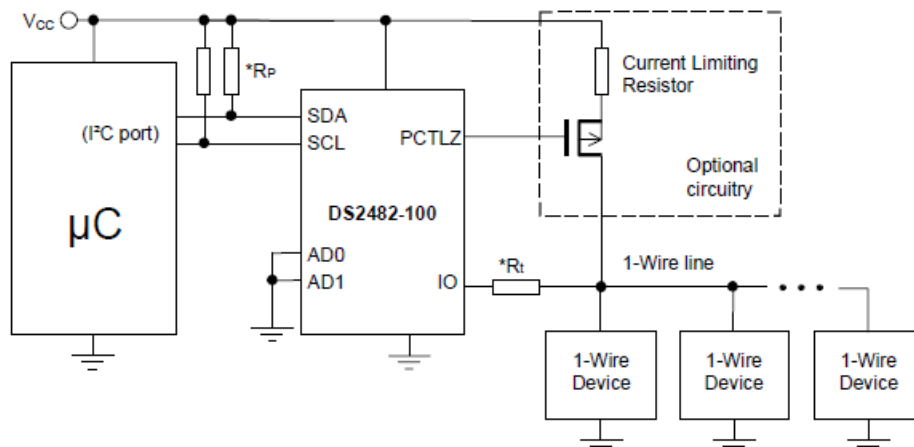 VCC
*RP
Current Limiting
Resistor
(I²C port)
SDA
SCL
PCTLZ
Optional
circuitry
µC
DS2482-100
AD0
AD1
IO
*Rt
1-Wire line
1-Wire
Device
1-Wire
Device
1-Wire
Device